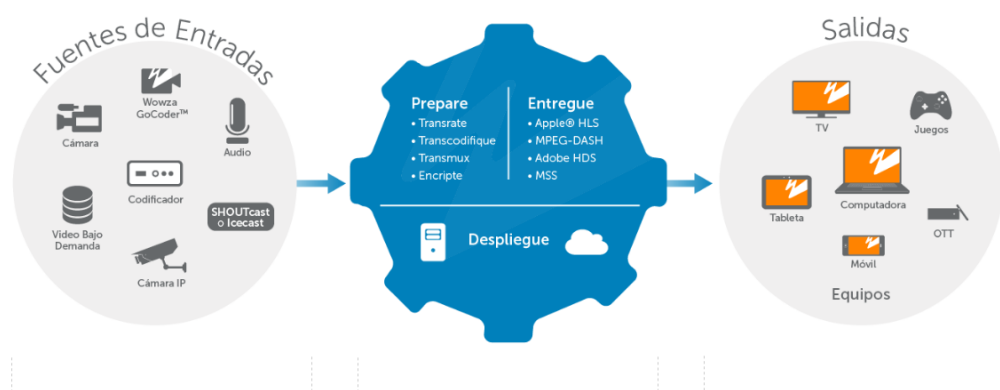 Fuentes de Entradas
Wowza
GoCoder™
Cámara
Audio
Codificador
Video Bajo
Demanda
SHOUTcast
o Icecast
Cámara IP
Prepare
• Transrate
• Transcodifique
• Transmux
• Encripte
Entregue
• Apple® HLS
• MPEG-DASH
• Adobe HDS
• MSS
Despliegue
Salidas
TV
Juegos
Tableta
Computadora
OTT
Móvil
Equipos